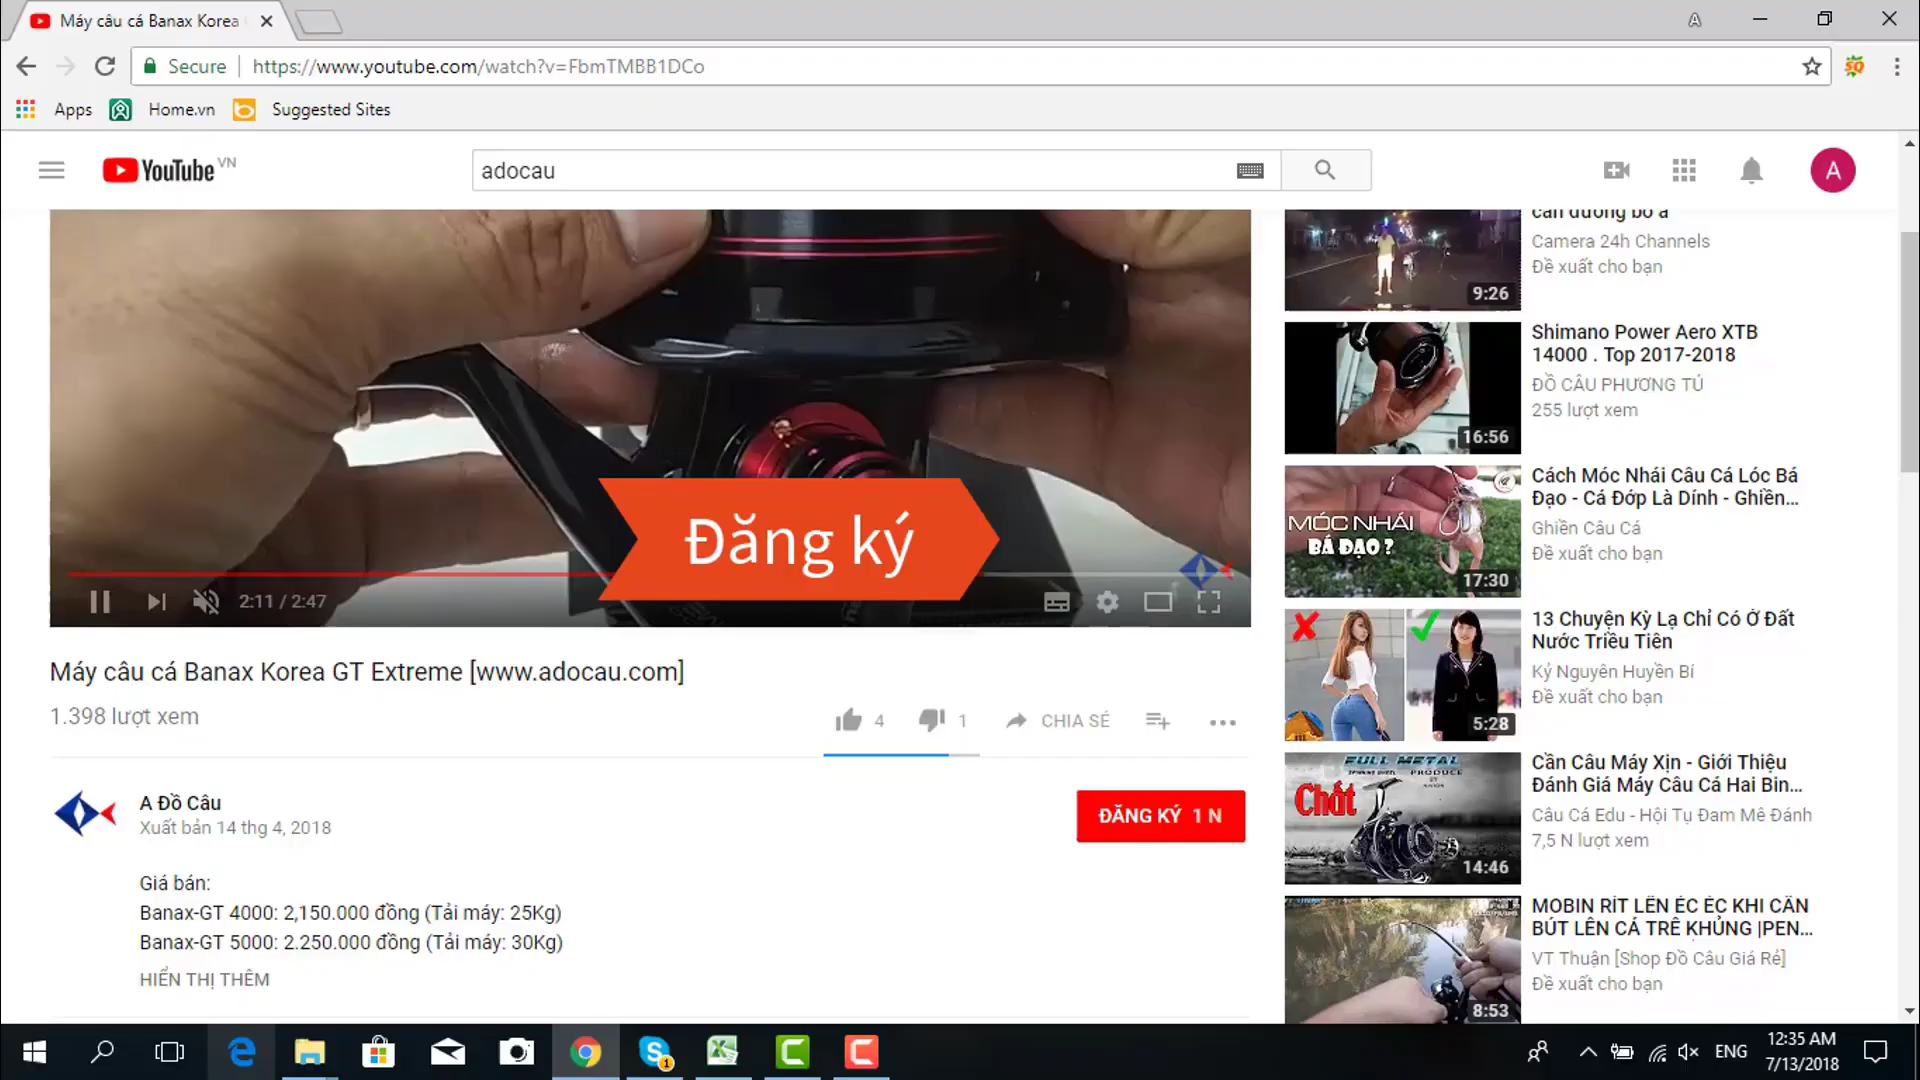 Máy câu cá Banax Korea
Secure
https://www.youtube.com/watch?v=FbmTMBB1DCo
Apps
Home.vn
Suggested Sites
YouTube VN
adocau
A
Camera 24h Channels
Đề xuất cho bạn
9:26
Shimano Power Aero XTB
14000 . Top 2017-2018
ĐỒ CÂU PHƯƠNG TÚ
255 lượt xem
16:56
Cách Móc Nhái Câu Cá Lóc Bá
Đạo - Cá Đớp Là Dính - Ghiền...
Ghiền Câu Cá
Đề xuất cho bạn
MÓC NHÁI
BÁ ĐẠO ?
17:30
Đăng ký
2:11 / 2:47
13 Chuyện Kỳ Lạ Chỉ Có Ở Đất
Nước Triều Tiên
Kỷ Nguyên Huyền Bí
Đề xuất cho bạn
5:28
Máy câu cá Banax Korea GT Extreme [www.adocau.com]
1.398 lượt xem
4
1
CHIA SẺ
Cần Câu Máy Xịn - Giới Thiệu
Đánh Giá Máy Câu Cá Hai Bin...
Câu Cá Edu - Hội Tụ Đam Mê Đánh
7,5 N lượt xem
FULL METAL
PRODUCE
Chất
14:46
A Đồ Câu
Xuất bản 14 thg 4, 2018
ĐĂNG KÝ 1 N
Giá bán:
Banax-GT 4000: 2,150.000 đồng (Tải máy: 25Kg)
Banax-GT 5000: 2.250.000 đồng (Tải máy: 30Kg)
HIỂN THỊ THÊM
MOBIN RÍT LÊN ÉC ÉC KHI CẦN
BÚT LÊN CÁ TRÊ KHỦNG |PEN...
VT Thuận [Shop Đồ Câu Giá Rẻ]
Đề xuất cho bạn
8:53
1
ENG
12:35 AM
7/13/2018